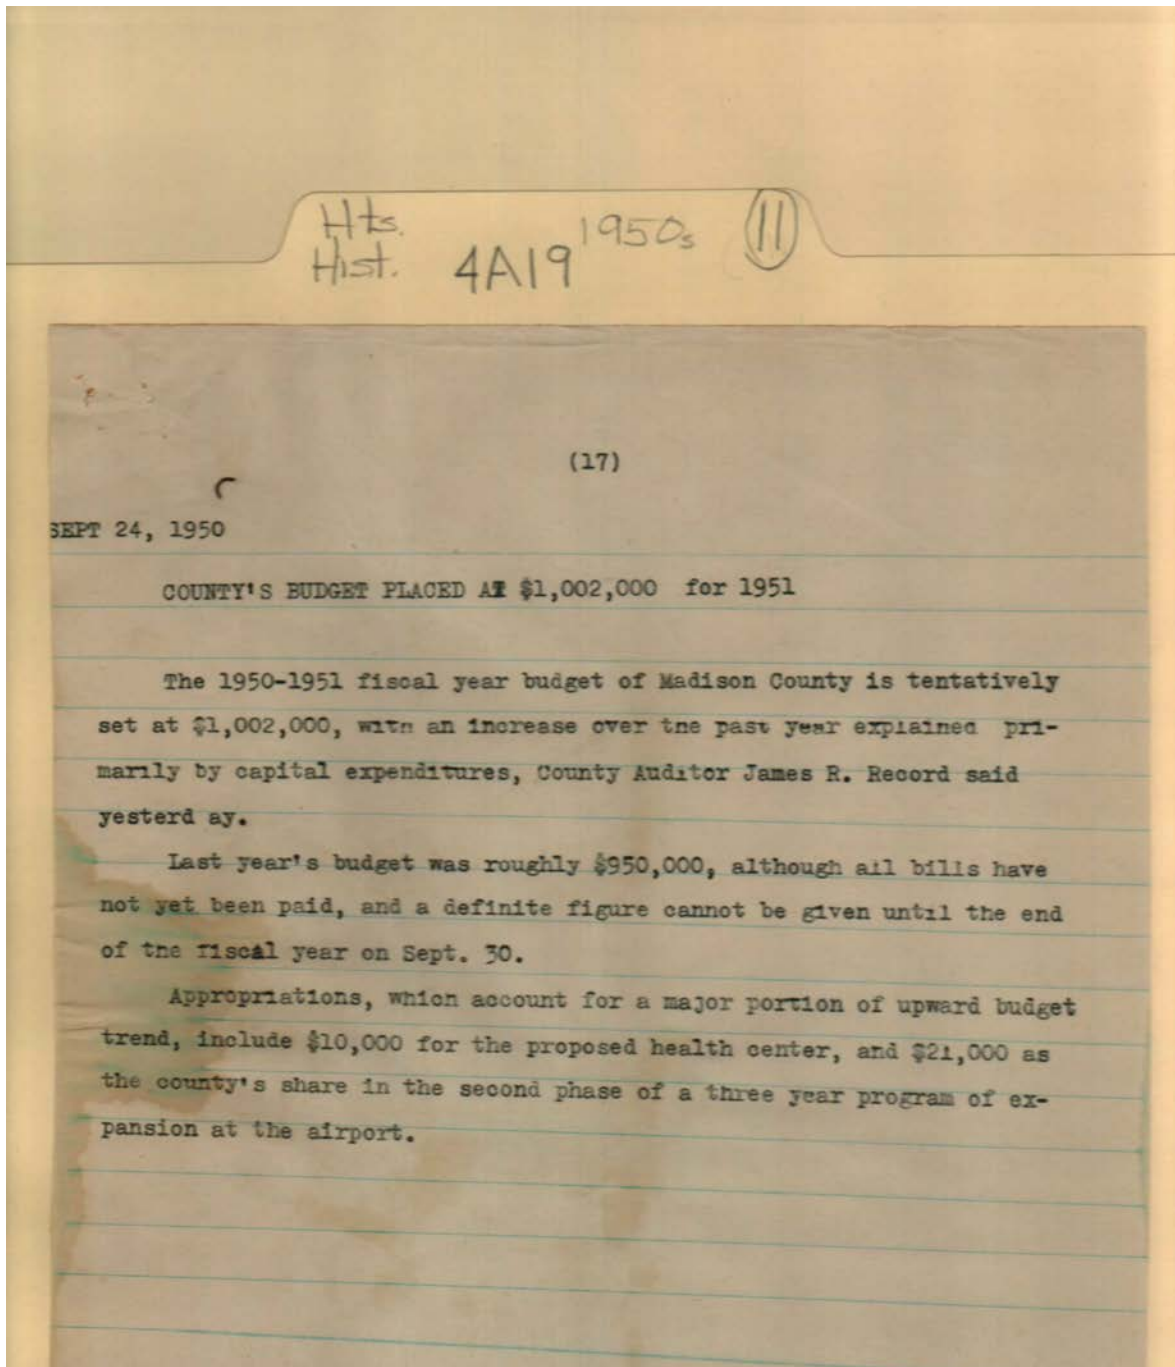 Hts. 1950s 11
Hist. 4A19
(17)
SEPT 24, 1950
COUNTY'S BUDGET PLACED AT $1,002,000 for 1951
The 1950-1951 fiscal year budget of Madison County is tentatively
set at $1,002,000, with an increase over the past year explained pri-
marily by capital expenditures, County Auditor James R. Record said
yesterd ay.
Last year's budget was roughly $950,000, although all bills have
not yet been paid, and a definite figure cannot be given until the end
of the fiscal year on Sept. 30.
Appropriations, which account for a major portion of upward budget
trend, include $10,000 for the proposed health center, and $21,000 as
the county's share in the second phase of a three year program of ex-
pansion at the airport.